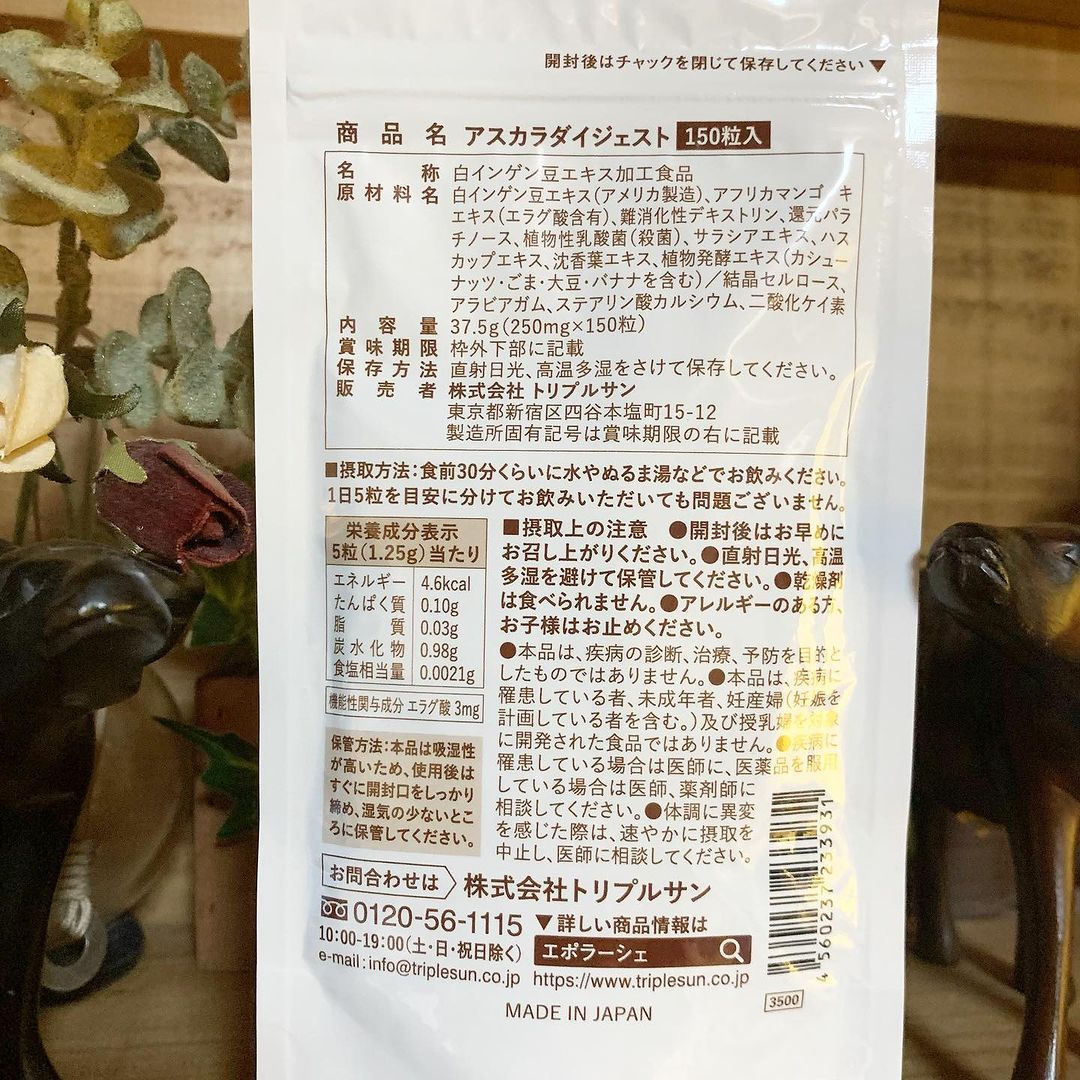 開封後はチャックを閉じて保存してください▼
商品名 アスカラダイジェスト 150粒入
名称 白インゲン豆エキス加工食品
原材料名 白インゲン豆エキス(アメリカ製造)、アフリカマンゴ キ
エキス(エラグ酸含有)、難消化性デキストリン、還元パラ
チノース、植物性乳酸菌(殺菌)、サラシアエキス、ハス
カップエキス、沈香葉エキス、植物発酵エキス(カシュー
ナッツ・ごま・大豆・バナナを含む)/結晶セルロース、
アラビアガム、ステアリン酸カルシウム、二酸化ケイ素
内容量 37.5g(250mg×150粒)
賞味期限 枠外下部に記載
保存方法 直射日光、高温多湿をさけて保存してください。
販売者 株式会社 トリプルサン
東京都新宿区四谷本塩町15-12
製造所固有記号は賞味期限の右に記載
■摂取方法:食前30分くらいに水やぬるま湯などでお飲みください。
1日5粒を目安に分けてお飲みいただいても問題ございません。
栄養成分表示
5粒(1.25g)当たり
エネルギー 4.6kcal
たんぱく質 0.10g
脂質 0.03g
炭水化物 0.98g
食塩相当量 0.0021g
機能性関与成分 エラグ酸 3mg
保管方法:本品は吸湿性
が高いため、使用後は
すぐに開封口をしっかり
締め、湿気の少ないとこ
ろに保管してください。
■摂取上の注意 ●開封後はお早めに
お召し上がりください。●直射日光、高温
多湿を避けて保管してください。●乾燥剤
は食べられません。●アレルギーのある方、
お子様はお止めください。
●本品は、疾病の診断、治療、予防を目的と
したものではありません。●本品は、疾病に
罹患している者、未成年者、妊産婦(妊娠を
計画している者を含む。)及び授乳婦を対象
に開発された食品ではありません。●疾病に
罹患している場合は医師に、医薬品を服用
している場合は医師、薬剤師に
相談してください。●体調に異変
を感じた際は、速やかに摂取を
中止し、医師に相談してください。
お問合わせは 株式会社トリプルサン
0120-56-1115 ▼詳しい商品情報は
10:00-19:00(土・日・祝日除く) エポラーシェ
e-mail:info@triplesun.co.jp https://www.triplesun.co.jp
4 560237 233931
3500
MADE IN JAPAN